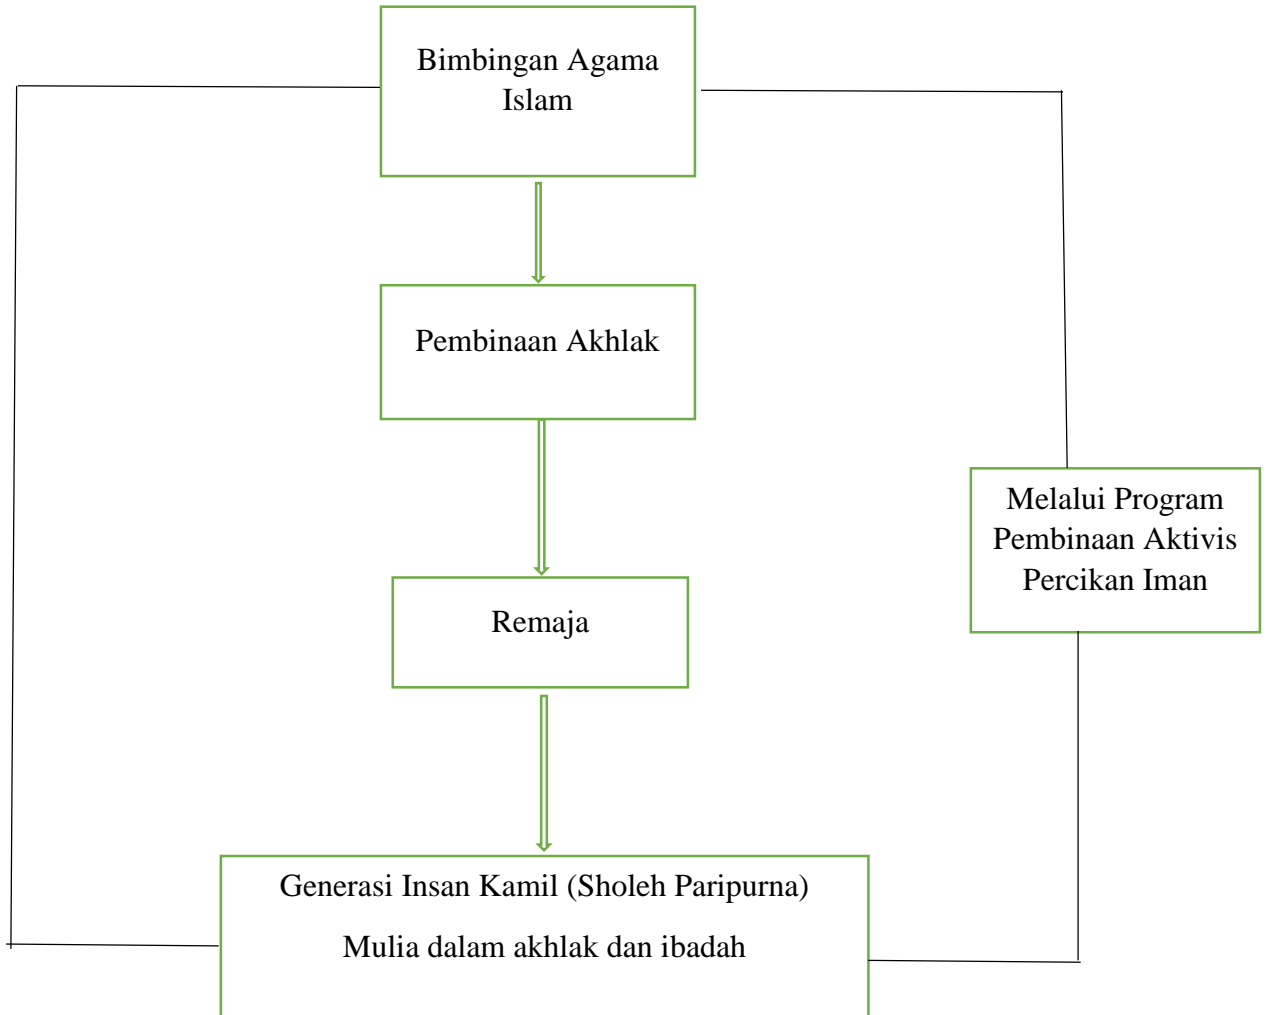 Bimbingan Agama
Islam
Pembinaan Akhlak
Melalui Program
Pembinaan Aktivis
Percikan Iman
Remaja
Generasi Insan Kamil (Sholeh Paripurna)
Mulia dalam akhlak dan ibadah